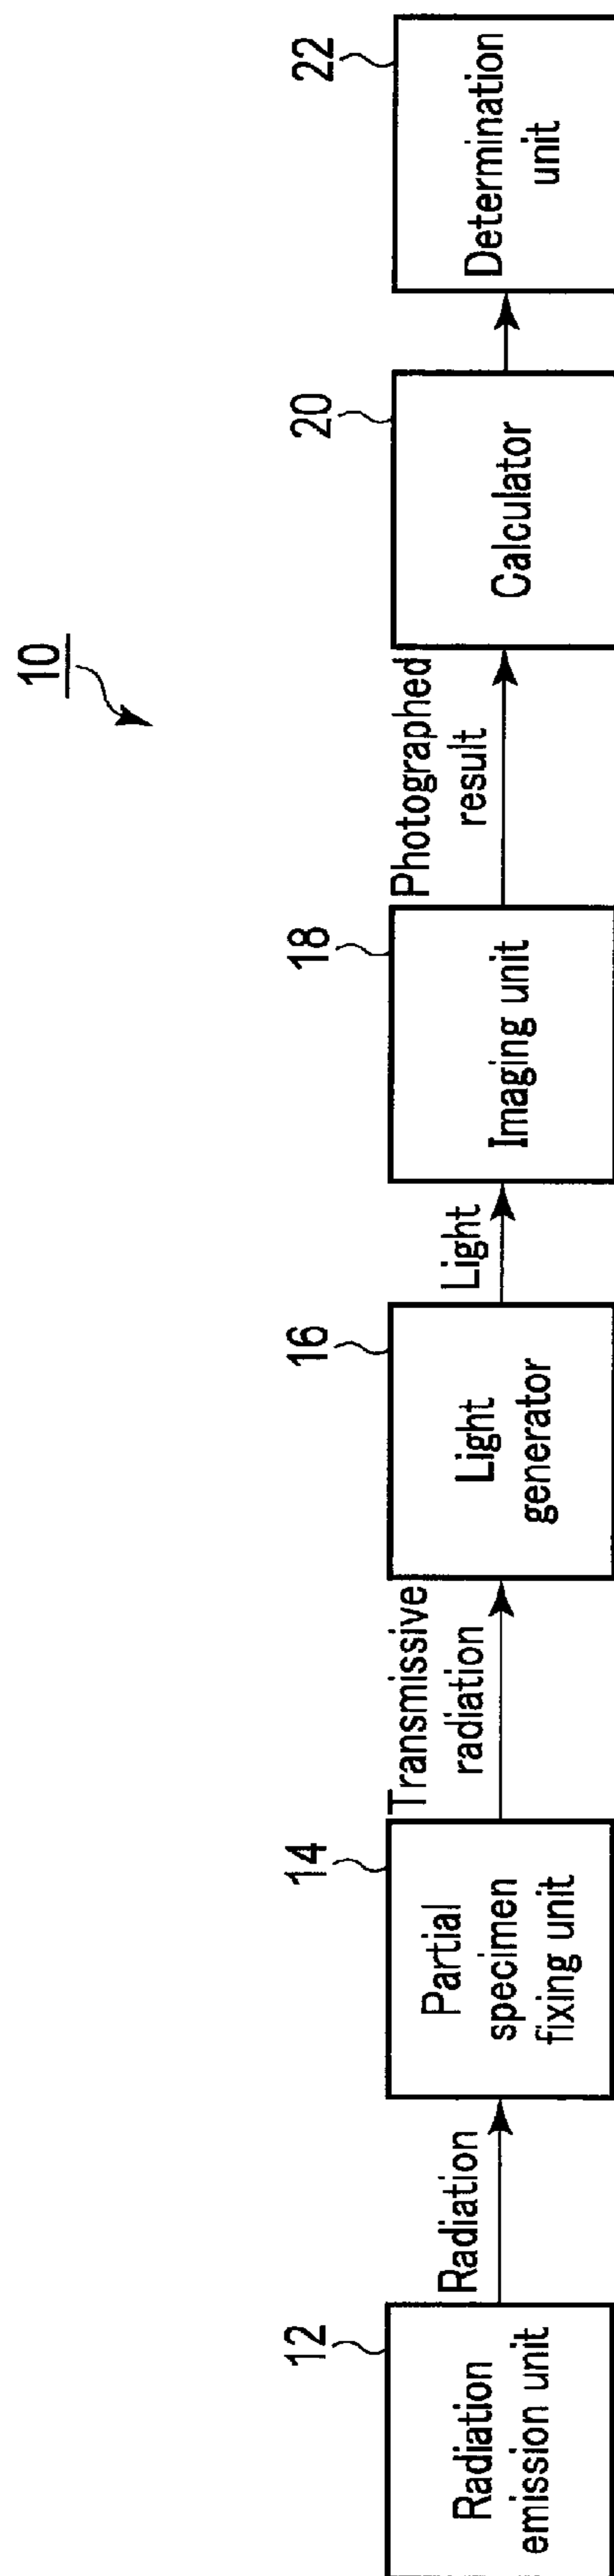 10
12
Radiation
emission unit
Radiation
14
Partial
specimen
fixing unit
Transmissive
radiation
16
Light
generator
Light
18
Imaging unit
Photographed
result
20
Calculator
22
Determination
unit